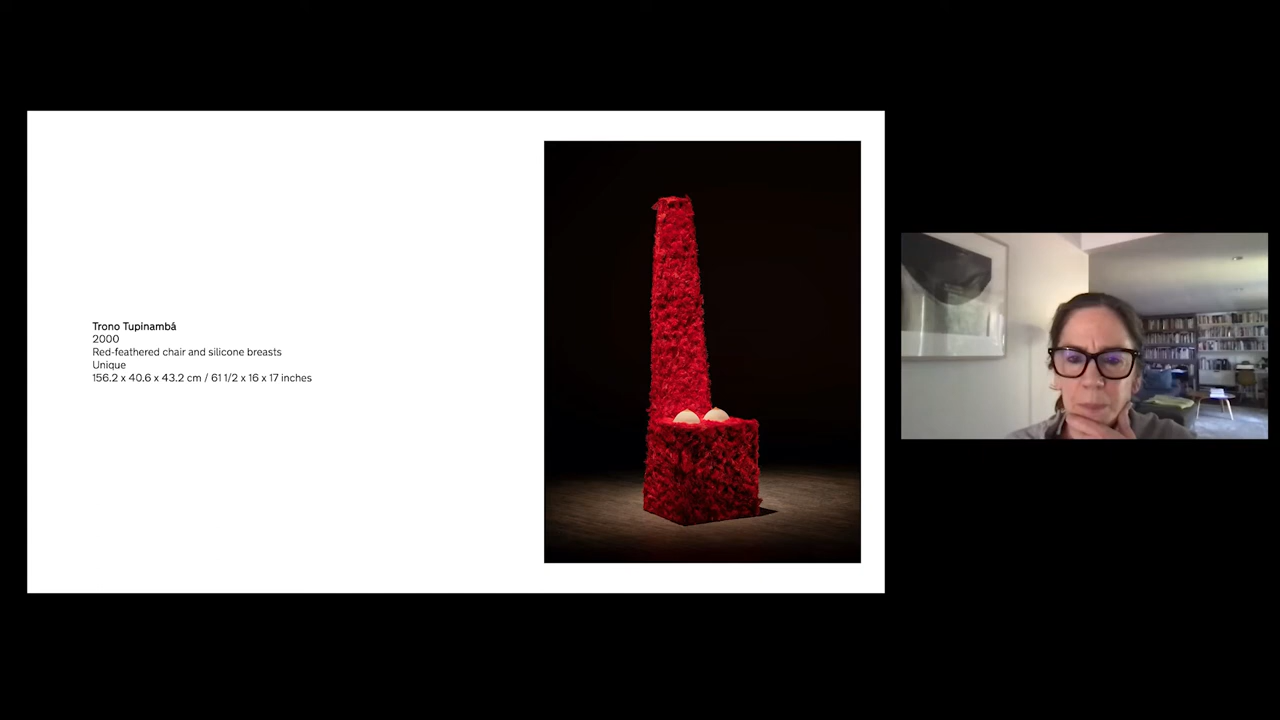 Trono Tupinambá
2000
Red-feathered chair and silicone breasts
Unique
156.2 x 40.6 x 43.2 cm / 61 1/2 x 16 x 17 inches